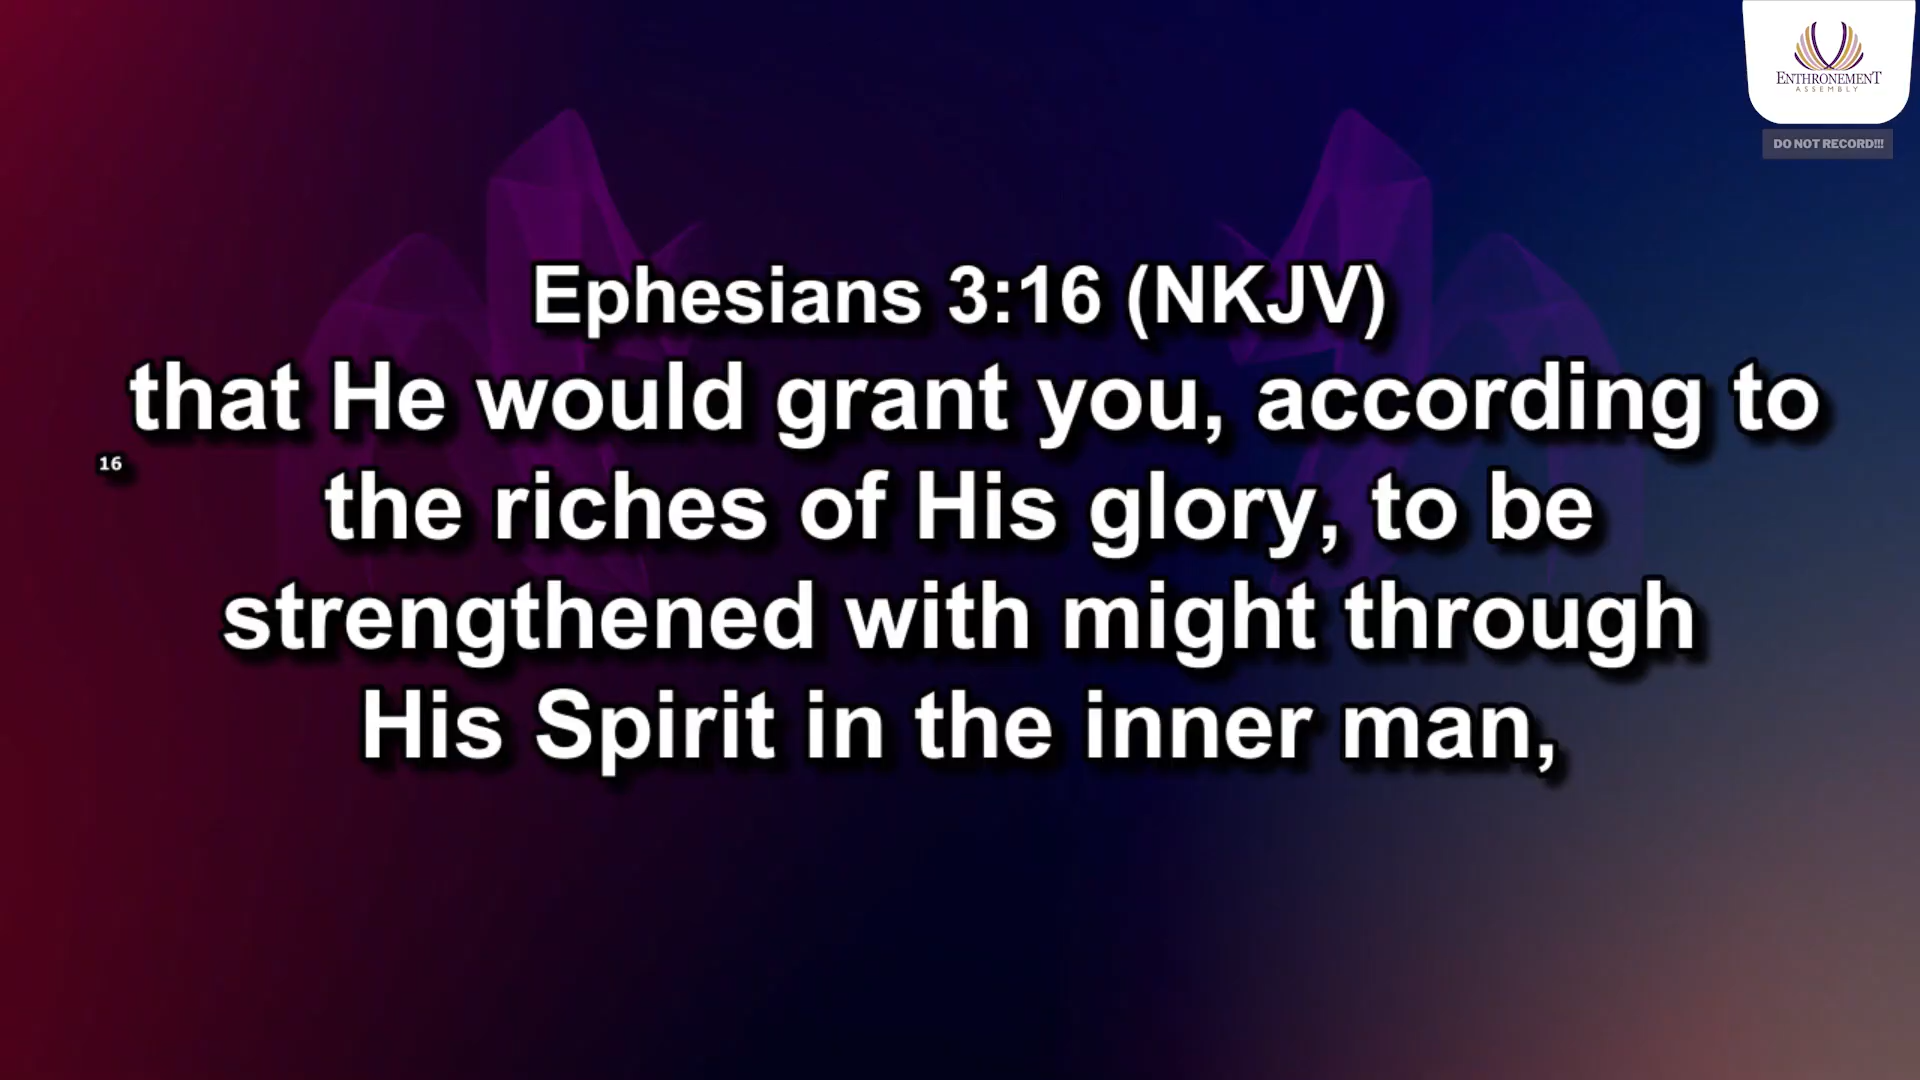 ENTHRONEMENT
ASSEMBLY
DO NOT RECORD!!!
Ephesians 3:16 (NKJV)
16 that He would grant you, according to
the riches of His glory, to be
strengthened with might through
His Spirit in the inner man,